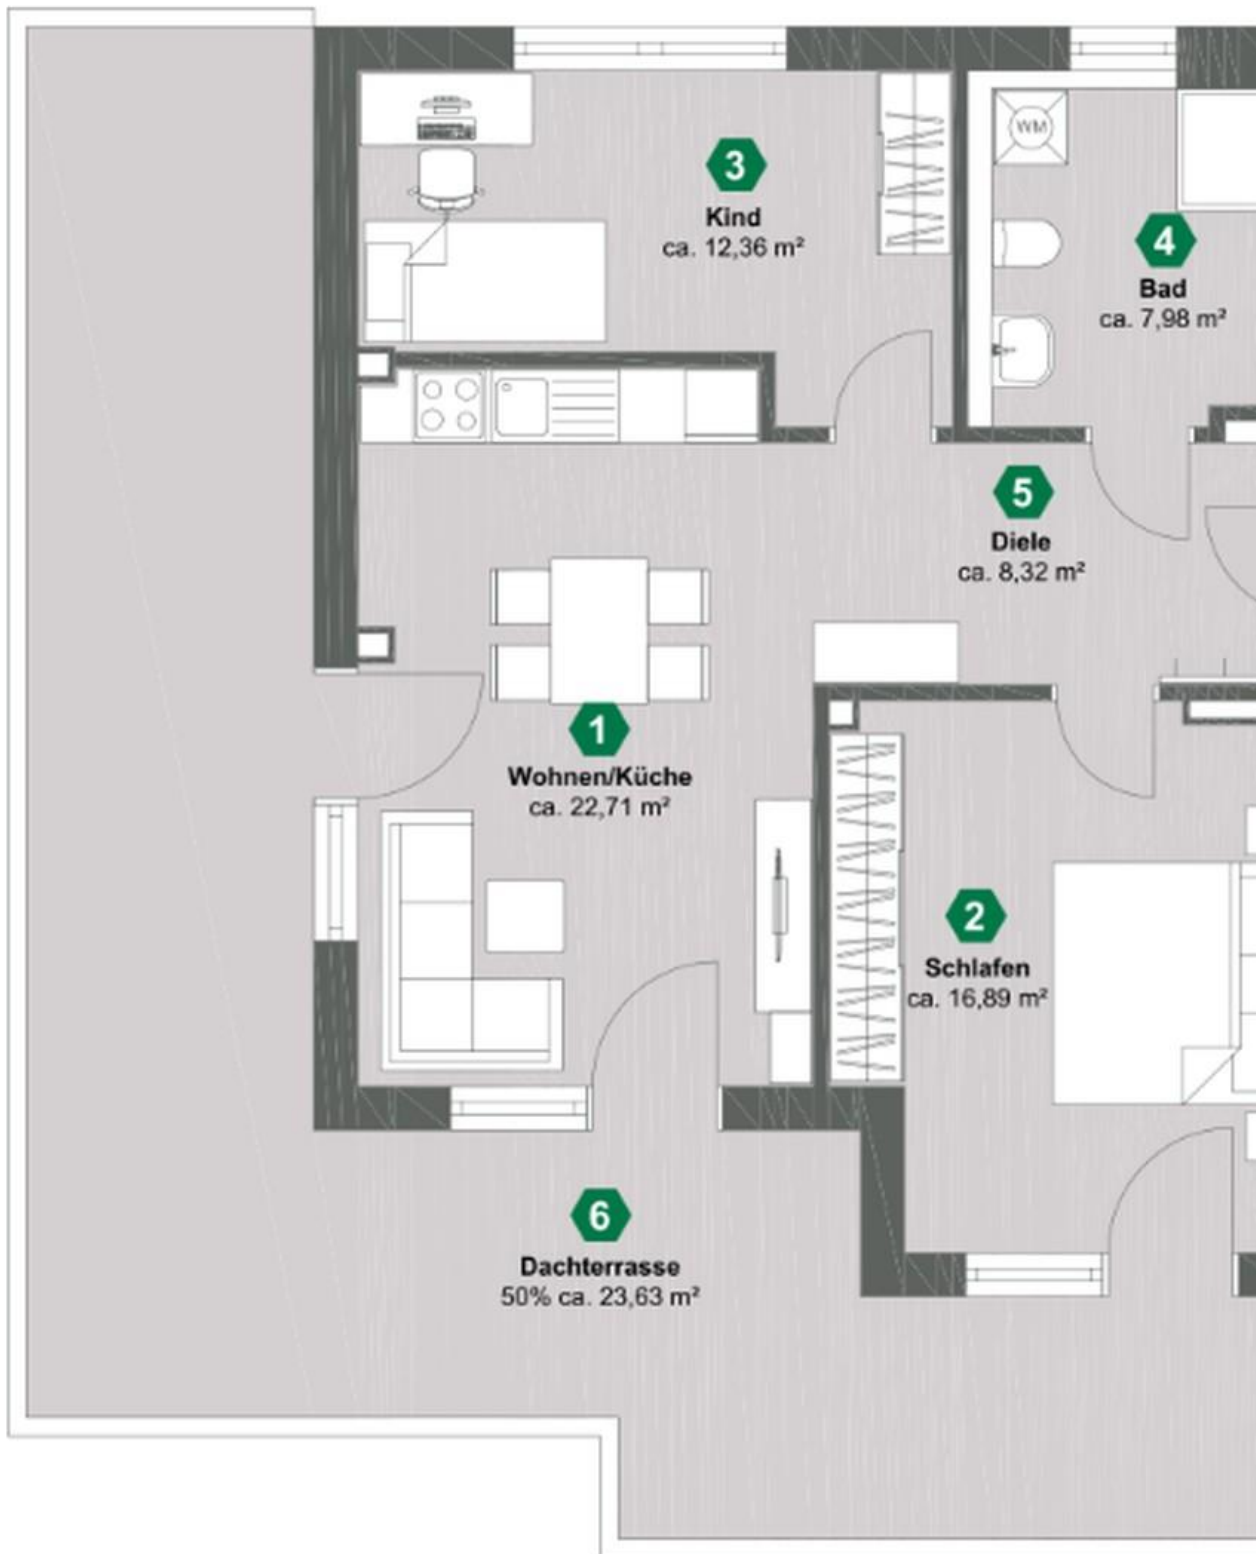 3
Kind
ca. 12,36 m²
WM
4
Bad
ca. 7,98 m²
5
Diele
ca. 8,32 m²
1
Wohnen/Küche
ca. 22,71 m²
2
Schlafen
ca. 16,89 m²
6
Dachterrasse
50% ca. 23,63 m²